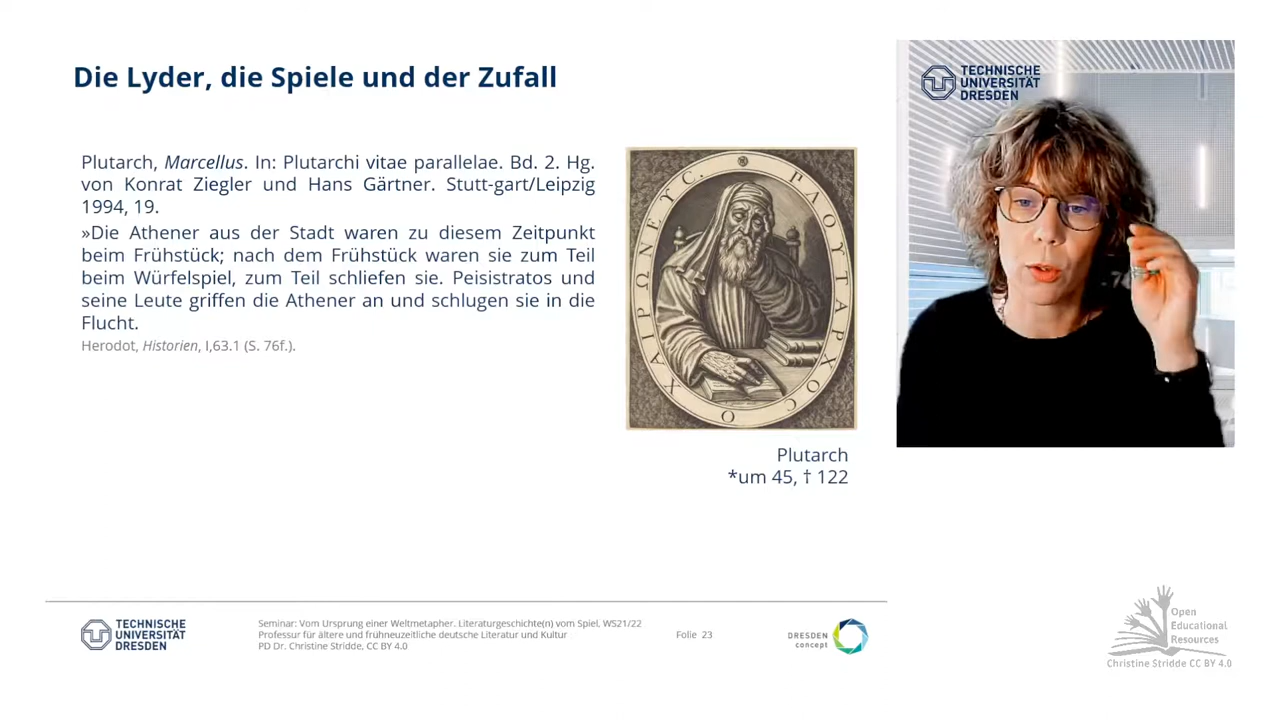 Die Lyder, die Spiele und der Zufall
Plutarch, Marcellus. In: Plutarchi vitae parallelae. Bd. 2. Hg.
von Konrat Ziegler und Hans Gärtner. Stutt-gart/Leipzig
1994, 19.
»Die Athener aus der Stadt waren zu diesem Zeitpunkt
beim Frühstück; nach dem Frühstück waren sie zum Teil
beim Würfelspiel, zum Teil schliefen sie. Peisistratos und
seine Leute griffen die Athener an und schlugen sie in die
Flucht.
Herodot, Historien, I,63.1 (S. 76f.).
ΠΛΟΥΤΑΡΧΟΣ Ο ΧΑΙΡΩΝΕΥΣ.
Plutarch
*um 45, † 122
TECHNISCHE
UNIVERSITÄT
DRESDEN
TECHNISCHE
UNIVERSITÄT
DRESDEN
Seminar: Vom Ursprung einer Weltmetapher. Literaturgeschichte(n) vom Spiel, WS21/22
Professur für ältere und frühneuzeitliche deutsche Literatur und Kultur
PD Dr. Christine Stridde, CC BY 4.0
Folie 23
DRESDEN
concept
Open
Educational
Resources
Christine Stridde CC BY 4.0